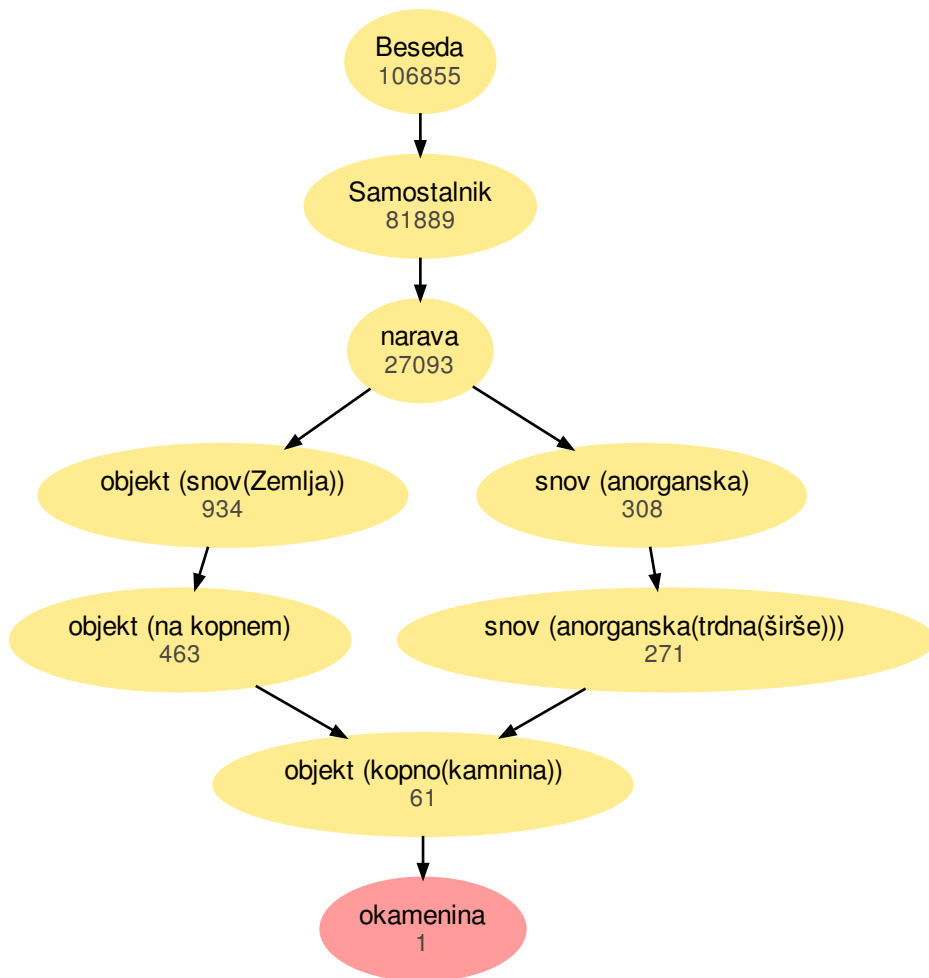 Beseda
106855
Samostalnik
81889
narava
27093
objekt (snov(Zemlja))
934
snov (anorganska)
308
objekt (na kopnem)
463
snov (anorganska(trdna(širše)))
271
objekt (kopno(kamnina))
61
okamenina
1